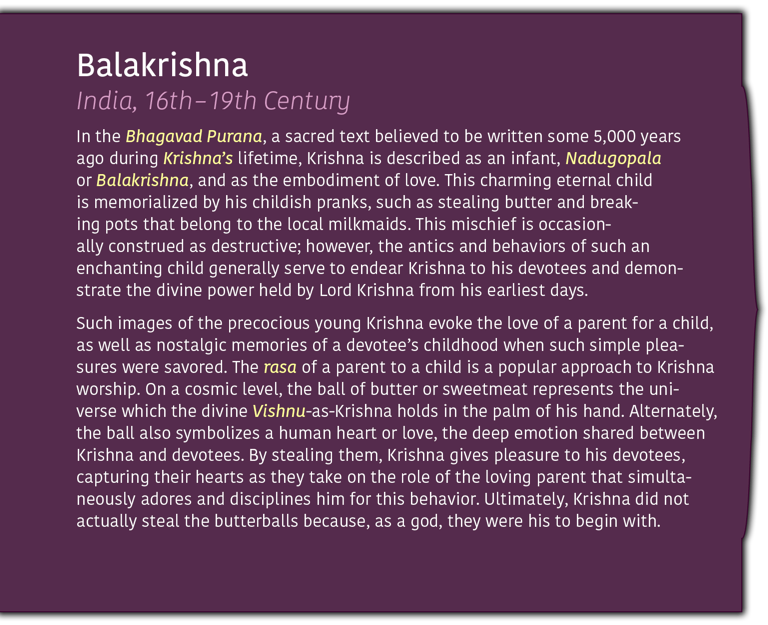 Balakrishna
India, 16th–19th Century
In the Bhagavad Purana, a sacred text believed to be written some 5,000 years
ago during Krishna's lifetime, Krishna is described as an infant, Nadugopala
or Balakrishna, and as the embodiment of love. This charming eternal child
is memorialized by his childish pranks, such as stealing butter and break-
ing pots that belong to the local milkmaids. This mischief is occasion-
ally construed as destructive; however, the antics and behaviors of such an
enchanting child generally serve to endear Krishna to his devotees and demon-
strate the divine power held by Lord Krishna from his earliest days.
Such images of the precocious young Krishna evoke the love of a parent for a child,
as well as nostalgic memories of a devotee's childhood when such simple plea-
sures were savored. The rasa of a parent to a child is a popular approach to Krishna
worship. On a cosmic level, the ball of butter or sweetmeat represents the uni-
verse which the divine Vishnu-as-Krishna holds in the palm of his hand. Alternately,
the ball also symbolizes a human heart or love, the deep emotion shared between
Krishna and devotees. By stealing them, Krishna gives pleasure to his devotees,
capturing their hearts as they take on the role of the loving parent that simulta-
neously adores and disciplines him for this behavior. Ultimately, Krishna did not
actually steal the butterballs because, as a god, they were his to begin with.